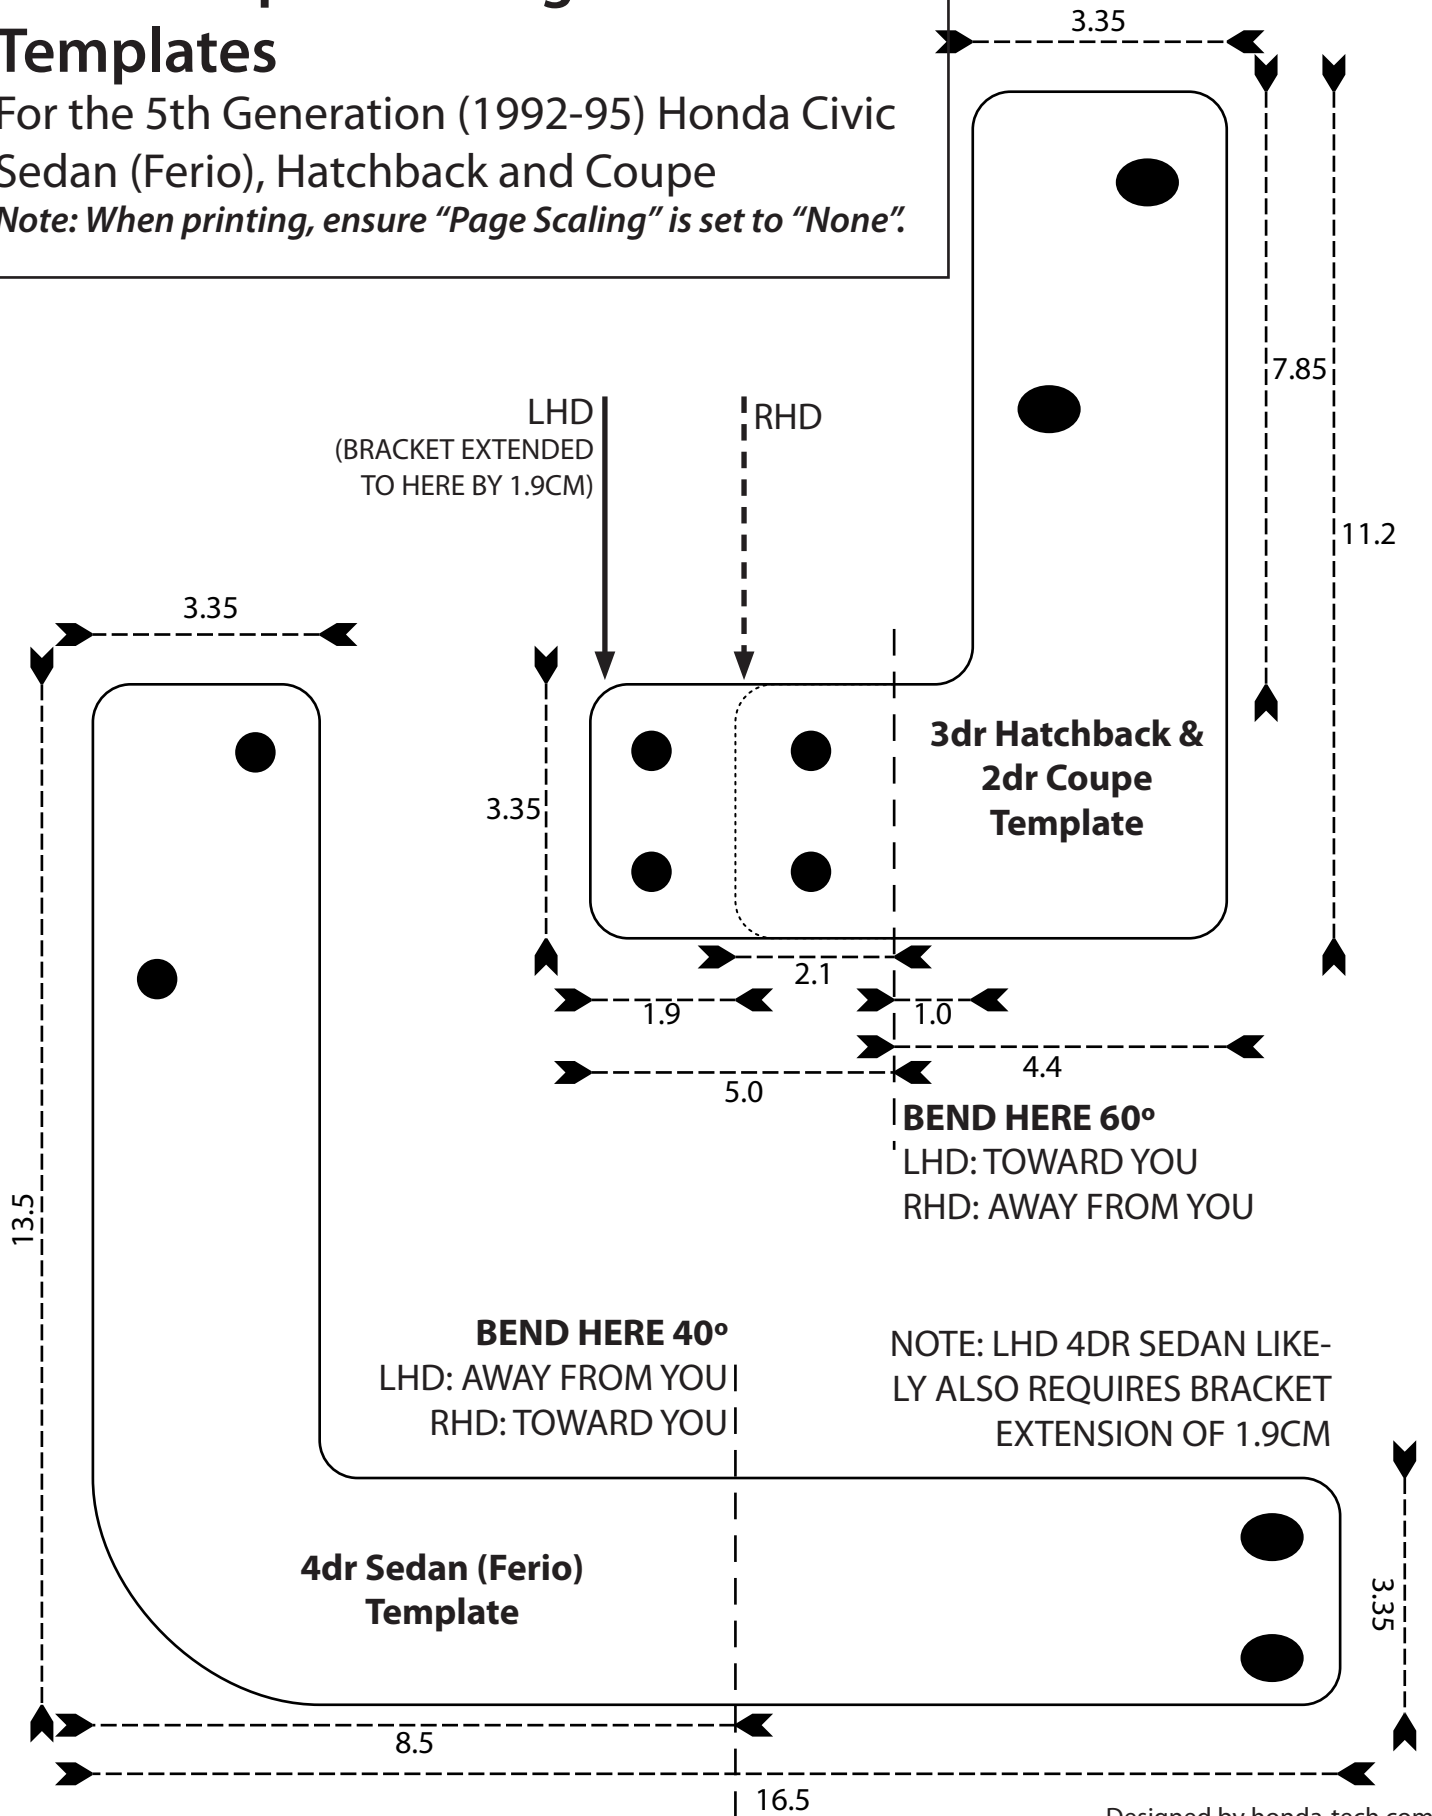 Templates
For the 5th Generation (1992-95) Honda Civic
Sedan (Ferio), Hatchback and Coupe
Note: When printing, ensure “Page Scaling” is set to “None”.
3.35
7.85
11.2
LHD
(BRACKET EXTENDED
TO HERE BY 1.9CM)
RHD
3.35
3.35
3dr Hatchback &
2dr Coupe
Template
2.1
1.9
1.0
4.4
5.0
BEND HERE 60º
LHD: TOWARD YOU
RHD: AWAY FROM YOU
13.5
BEND HERE 40º
LHD: AWAY FROM YOU
RHD: TOWARD YOU
NOTE: LHD 4DR SEDAN LIKE-
LY ALSO REQUIRES BRACKET
EXTENSION OF 1.9CM
4dr Sedan (Ferio)
Template
3.35
8.5
16.5
Designed by honda-tech.com